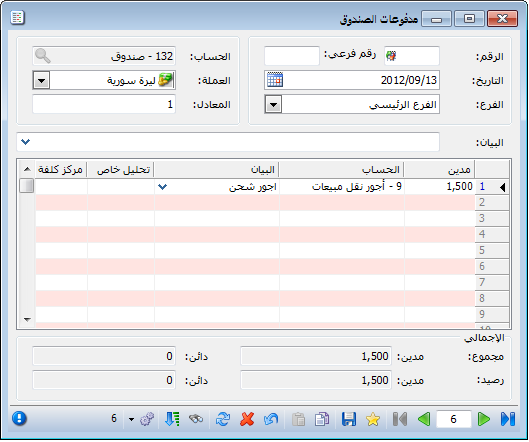 مدفوعات الصندوق
الرقم:
رقم فرعي:
الحساب:
132 - صندوق
التاريخ:
2012/09/13
العملة:
ليرة سورية
الفرع:
الفرع الرئيسي
المعادل:
1
البيان:
مدين الحساب البيان تحليل خاص مركز كلفة
1 1,500 9 - أجور نقل مبيعات اجور شحن
2
3
4
5
6
7
8
9
10
الإجمالي
مجموع: مدين: 1,500 دائن: 0
رصيد: مدين: 1,500 دائن: 0
6
6